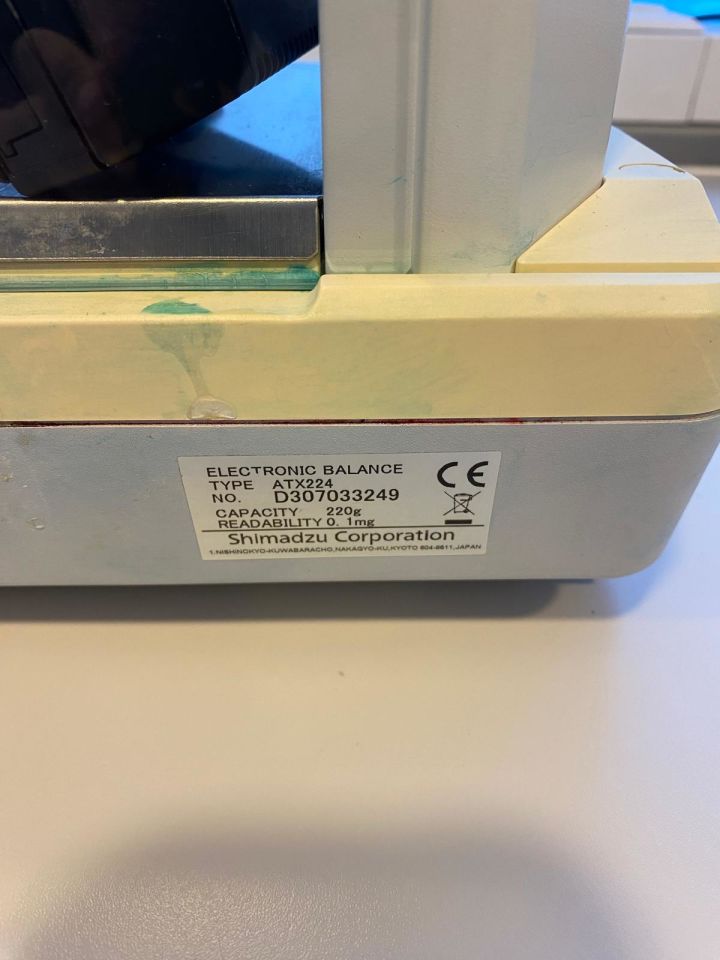 ELECTRONIC BALANCE
TYPE ATX224
NO. D307033249
CAPACITY 220g
READABILITY 0.1mg
Shimadzu Corporation
1.NISHINOKYO-KUWABARACHO,NAKAGYO-KU,KYOTO 604-8511,JAPAN
CE